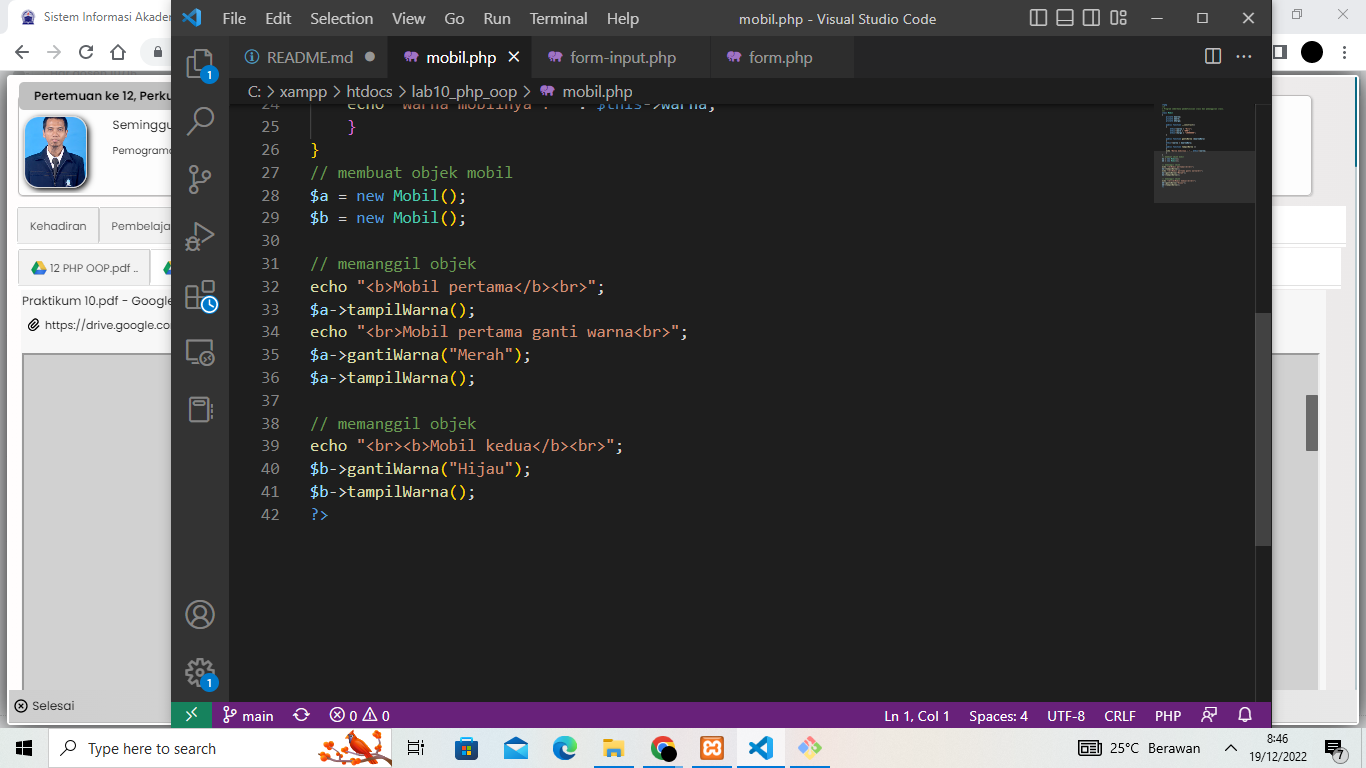 Sistem Informasi Akadem
File Edit Selection View Go Run Terminal Help
mobil.php - Visual Studio Code
README.md
mobil.php
form-input.php
form.php
C: > xampp > htdocs > lab10_php_oop > mobil.php
Pertemuan ke 12, Perku
Seminggu
Pemograma
Kehadiran
Pembelaja
12 PHP OOP.pdf ..
Praktikum 10.pdf - Google
https://drive.google.co
Selesai
24 echo "Warna mobilnya : " . $this->warna;
25 }
26 }
27 // membuat objek mobil
28 $a = new Mobil();
29 $b = new Mobil();
30
31 // memanggil objek
32 echo "<b>Mobil pertama</b><br>";
33 $a->tampilWarna();
34 echo "<br>Mobil pertama ganti warna<br>";
35 $a->gantiWarna("Merah");
36 $a->tampilWarna();
37
38 // memanggil objek
39 echo "<br><b>Mobil kedua</b><br>";
40 $b->gantiWarna("Hijau");
41 $b->tampilWarna();
42 ?>
1
1
main
0 0
Ln 1, Col 1
Spaces: 4
UTF-8
CRLF
PHP
Type here to search
25°C Berawan
8:46
19/12/2022
7